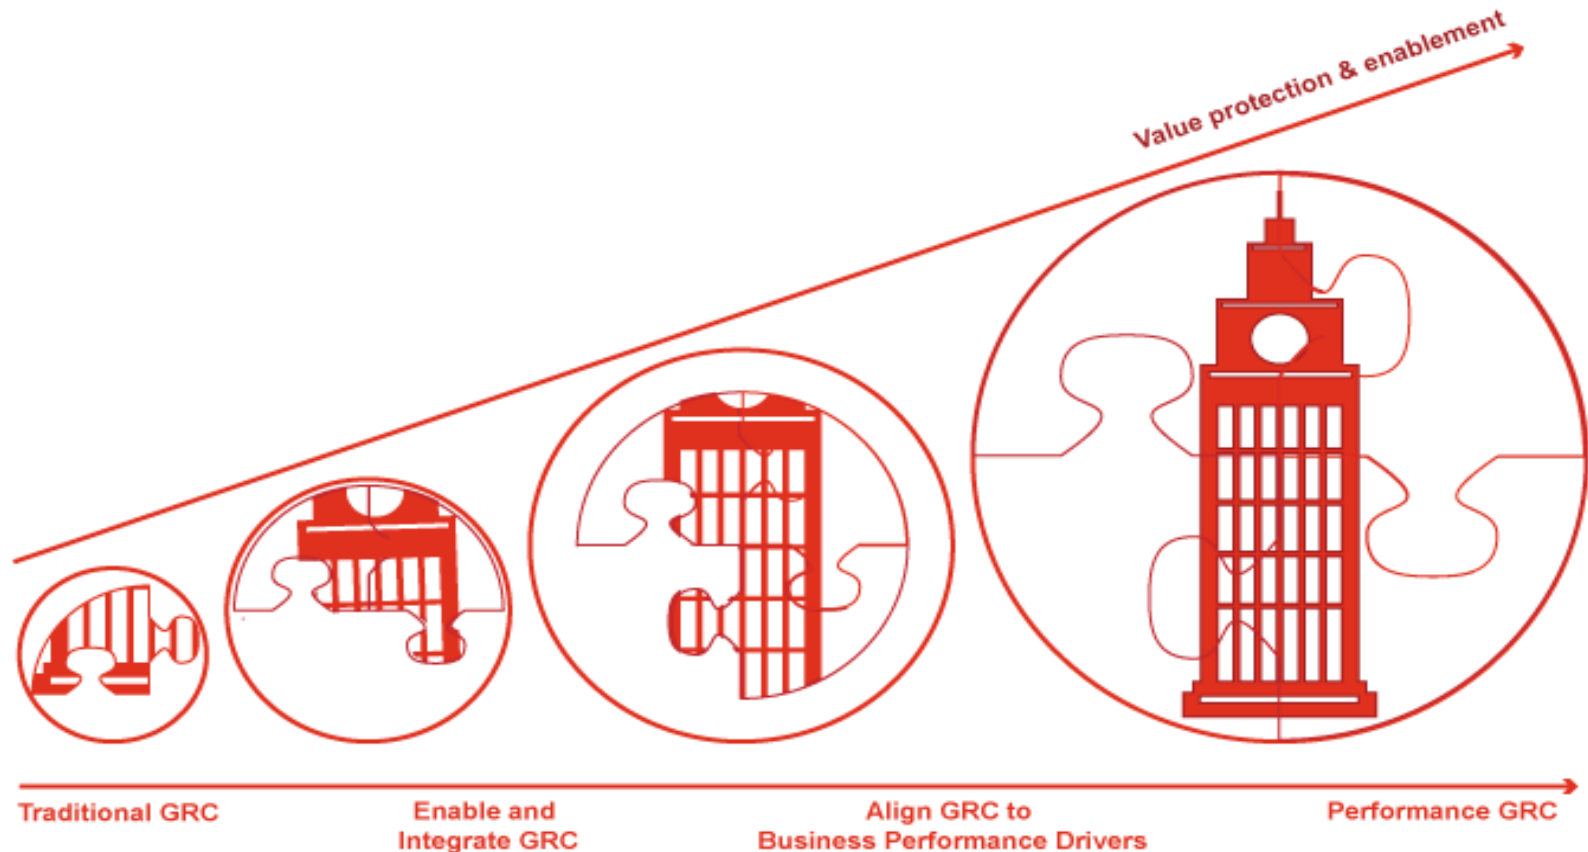 Value protection & enablement
Traditional GRC
Enable and
Integrate GRC
Align GRC to
Business Performance Drivers
Performance GRC